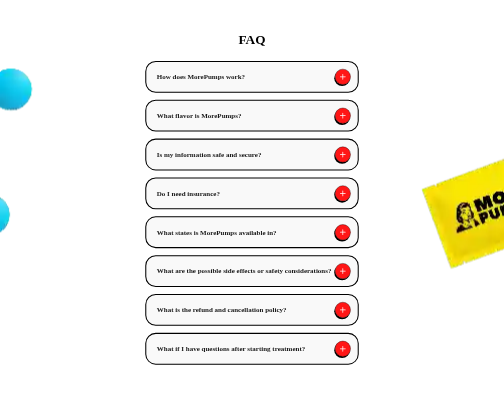 FAQ
How does MorePumps work?
What flavor is MorePumps?
Is my information safe and secure?
Do I need insurance?
What states is MorePumps available in?
What are the possible side effects or safety considerations?
What is the refund and cancellation policy?
What if I have questions after starting treatment?
MO
PU